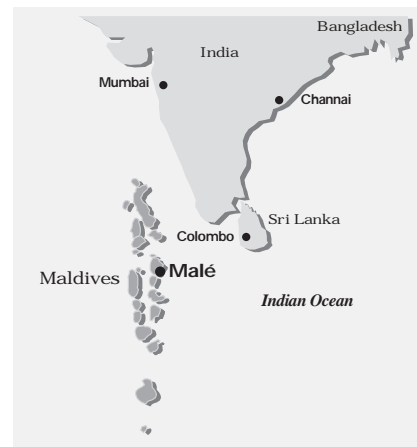 Bangladesh
India
Mumbai
Channai
Sri Lanka
Colombo
Malé
Maldives
Indian Ocean